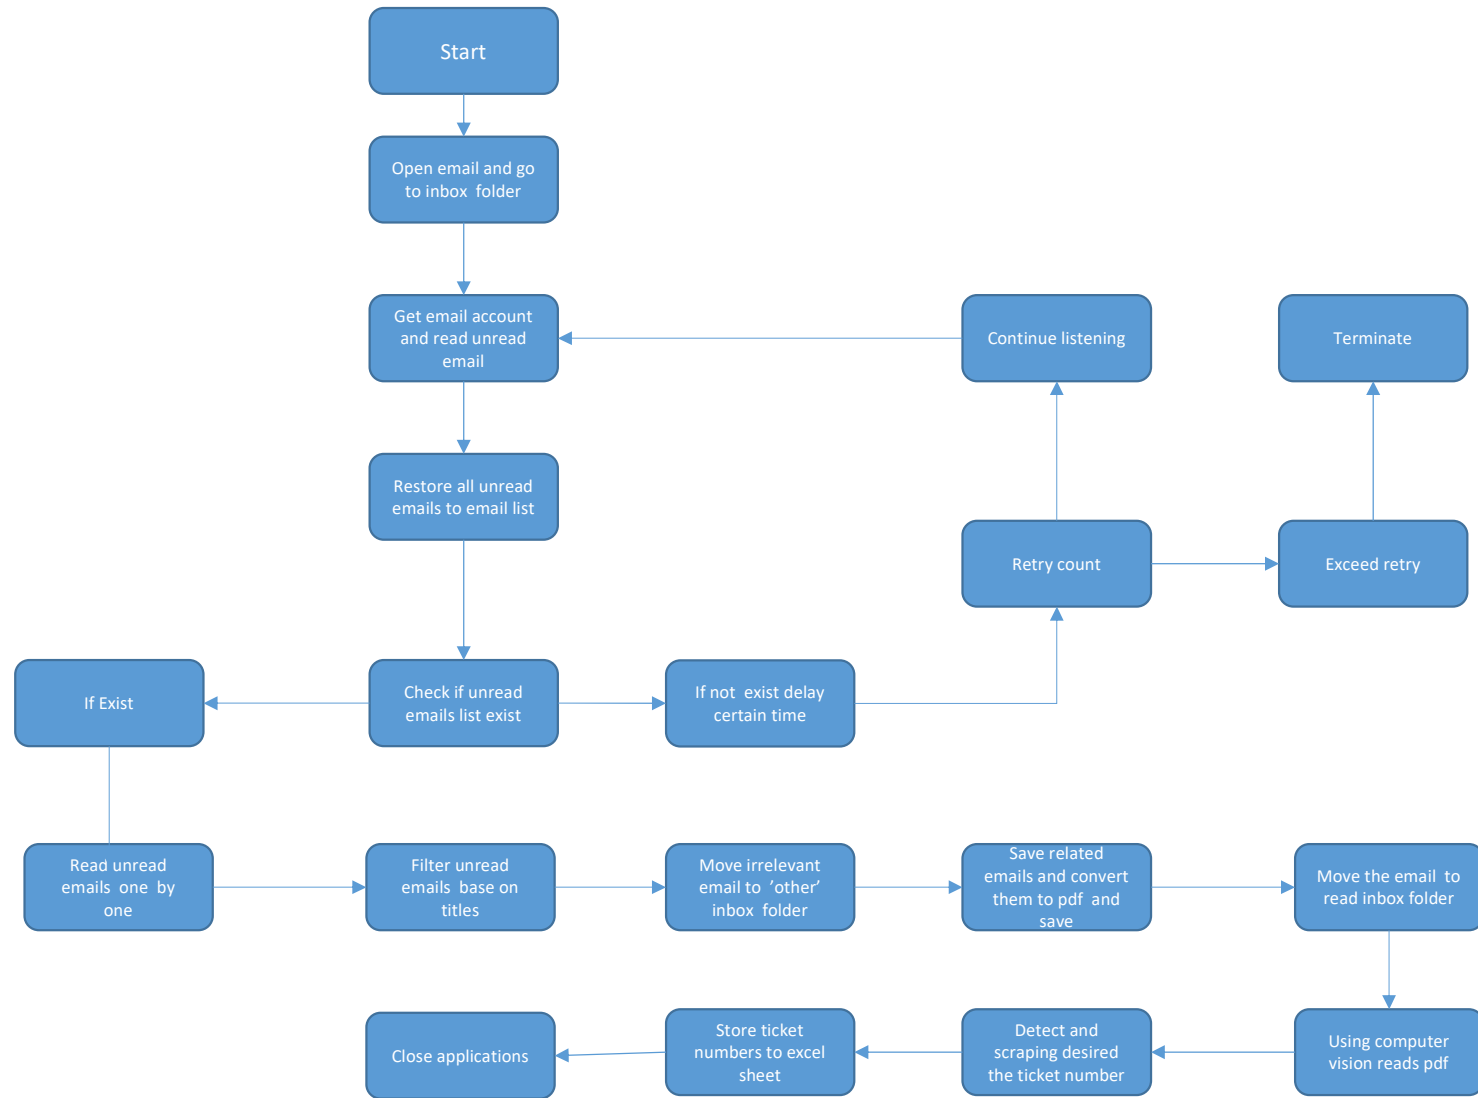 Start
Open email and go
to inbox folder
Get email account
and read unread
email
Continue listening
Terminate
Restore all unread
emails to email list
Retry count
Exceed retry
If Exist
Check if unread
emails list exist
If not exist delay
certain time
Read unread
emails one by
one
Filter unread
emails base on
titles
Move irrelevant
email to ’other’
inbox folder
Save related
emails and convert
them to pdf and
save
Move the email to
read inbox folder
Close applications
Store ticket
numbers to excel
sheet
Detect and
scraping desired
the ticket number
Using computer
vision reads pdf